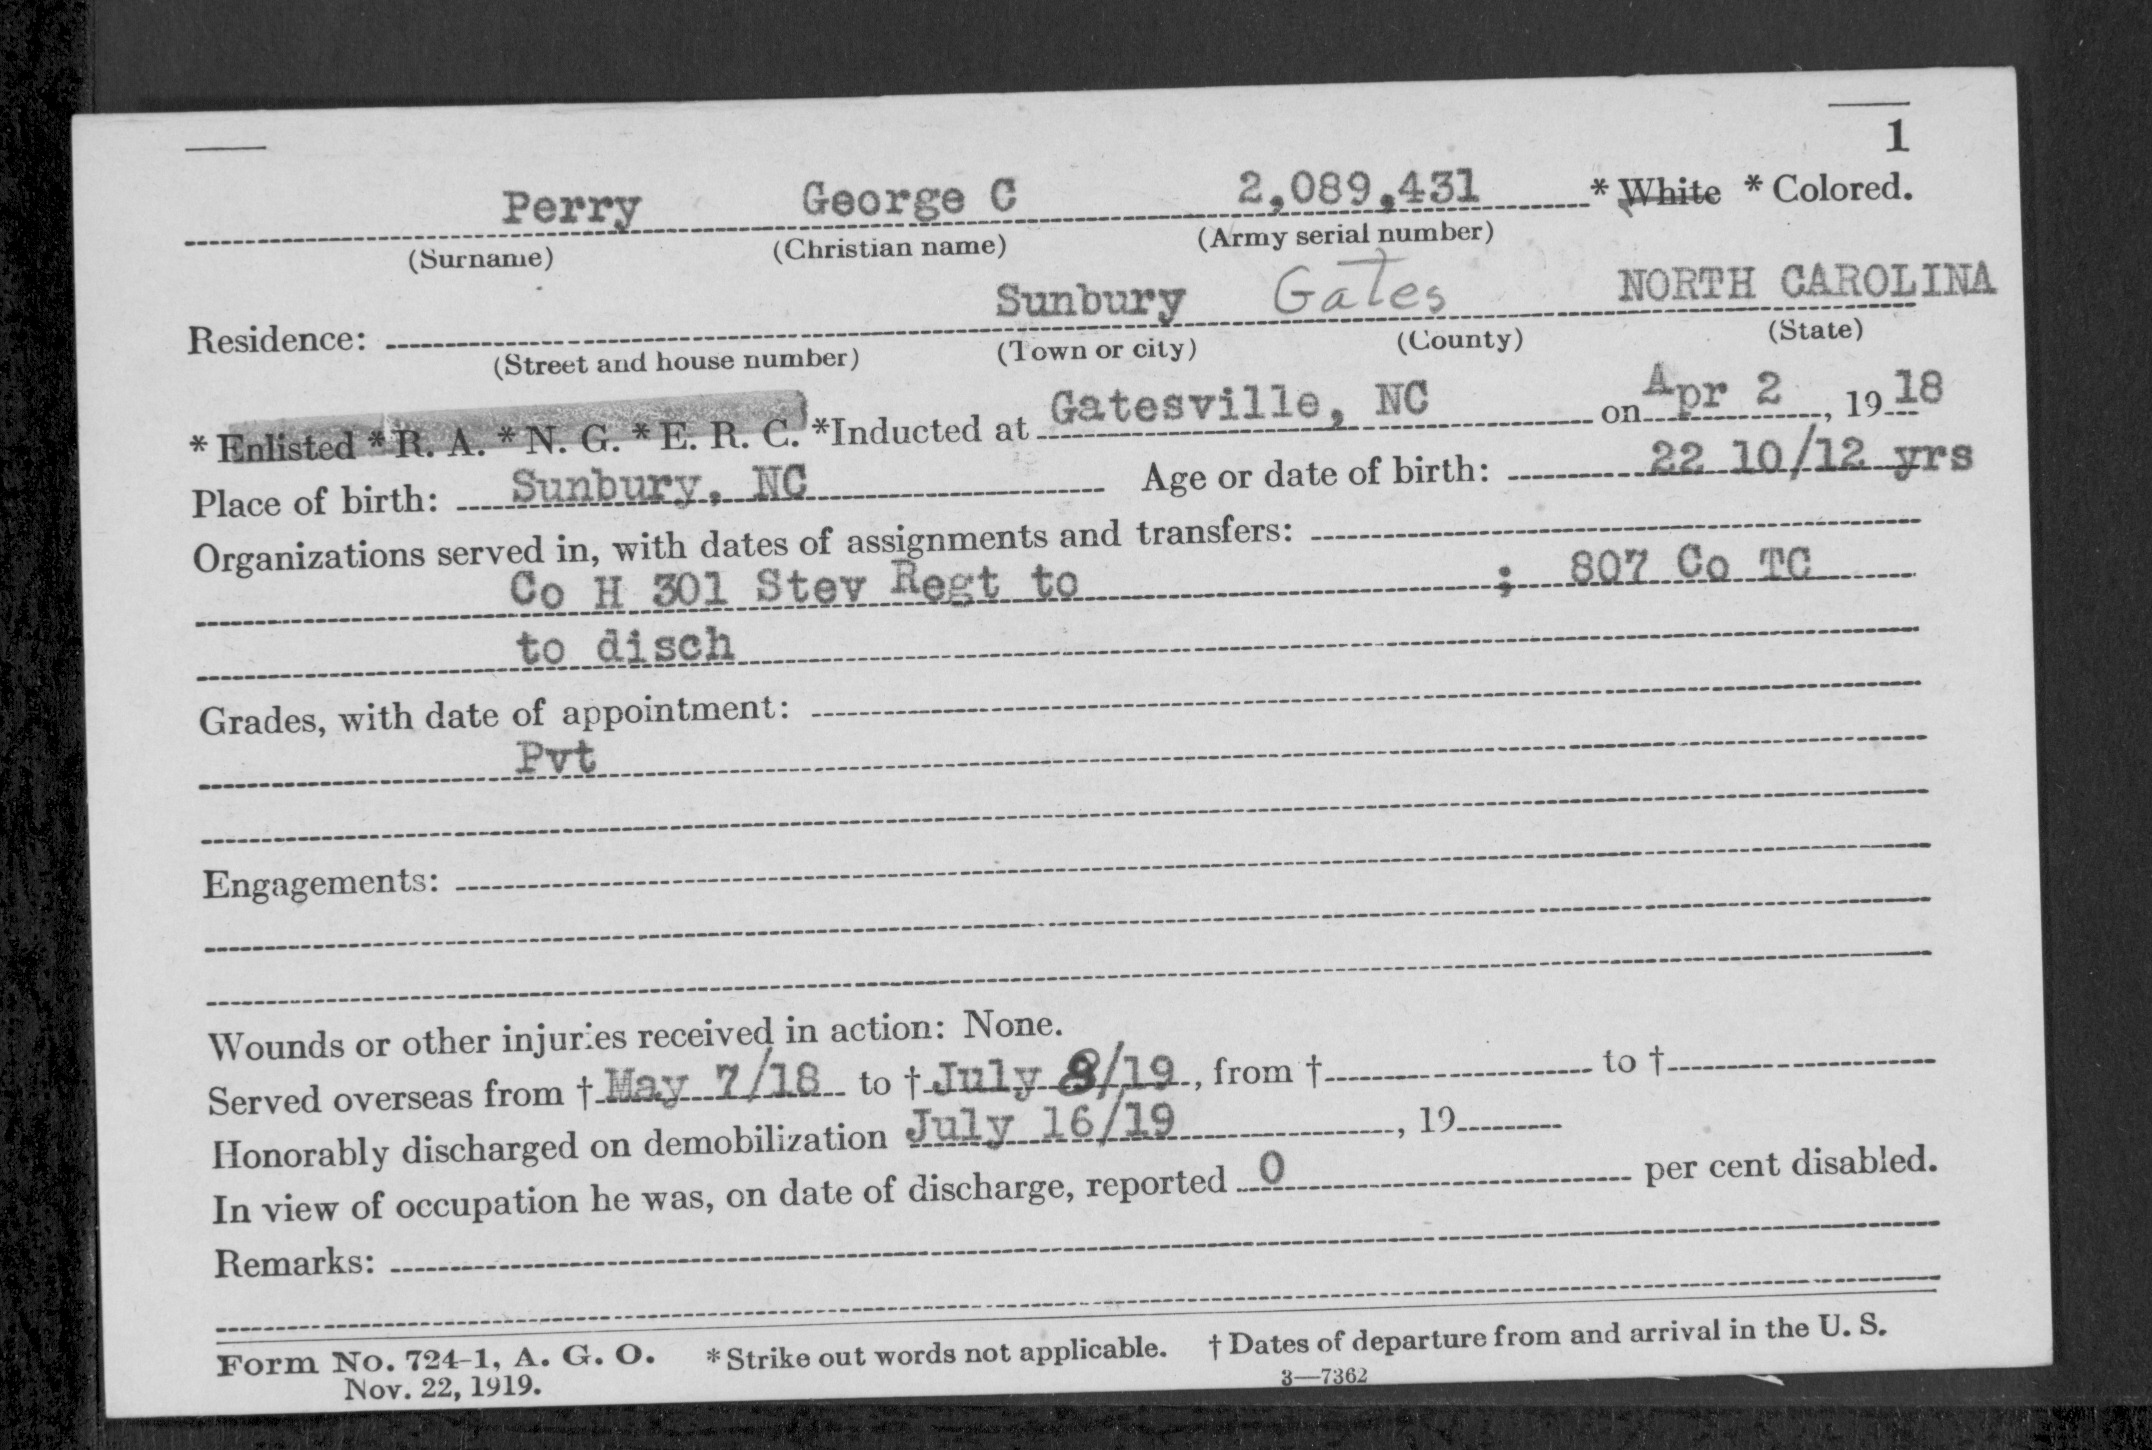 1
Perry George C 2,089,431 * White * Colored.
(Surname) (Christian name) (Army serial number)
Residence: Sunbury Gates NORTH CAROLINA
(Street and house number) (Town or city) (County) (State)
* Enlisted * R. A. * N. G. * E. R. C. *Inducted at Gatesville, NC on Apr 2, 1918
Place of birth: Sunbury, NC Age or date of birth: 22 10/12 yrs
Organizations served in, with dates of assignments and transfers:
Co H 301 Stev Regt to ; 807 Co TC
to disch
Grades, with date of appointment:
Pvt
Engagements:
Wounds or other injuries received in action: None.
Served overseas from † May 7/18 to † July 8/19, from † to †
Honorably discharged on demobilization July 16/19, 19
In view of occupation he was, on date of discharge, reported 0 per cent disabled.
Remarks:
Form No. 724-1, A. G. O. * Strike out words not applicable. † Dates of departure from and arrival in the U. S.
Nov. 22, 1919. 3—7362